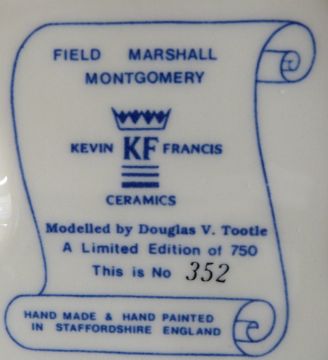 FIELD MARSHALL
MONTGOMERY
KEVIN KF FRANCIS
CERAMICS
Modelled by Douglas V. Tootle
A Limited Edition of 750
This is No 352
HAND MADE & HAND PAINTED
IN STAFFORDSHIRE ENGLAND